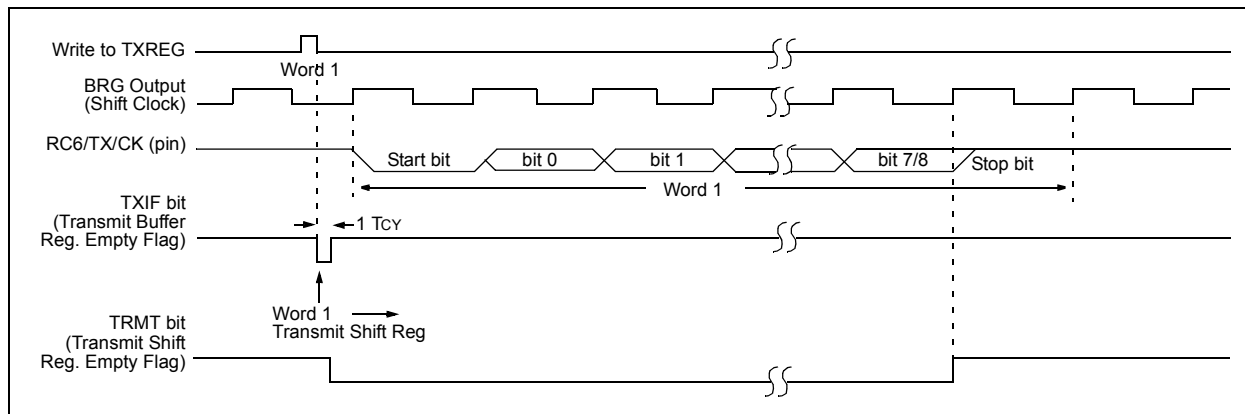 Write to TXREG
Word 1
BRG Output
(Shift Clock)
RC6/TX/CK (pin)
Start bit
bit 0
bit 1
bit 7/8
Stop bit
Word 1
TXIF bit
(Transmit Buffer
Reg. Empty Flag)
1 TCY
Word 1
Transmit Shift Reg
TRMT bit
(Transmit Shift
Reg. Empty Flag)